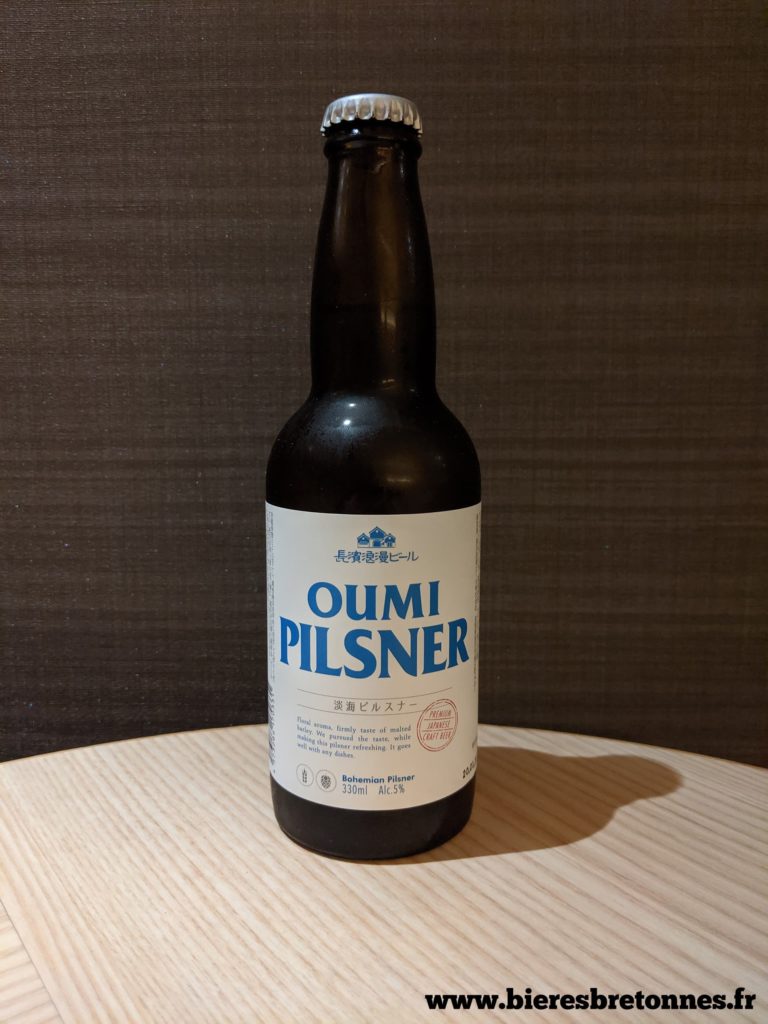 長濱浪漫ビール
OUMI
PILSNER
淡海ピルスナー
Floral aroma, firmly taste of malted
barley. We pursued the taste, while
making this pilsner refreshing. It goes
well with any dishes.
PREMIUM
JAPANESE
CRAFT BEER
Bohemian Pilsner
330ml Alc.5%
www.bieresbretonnes.fr